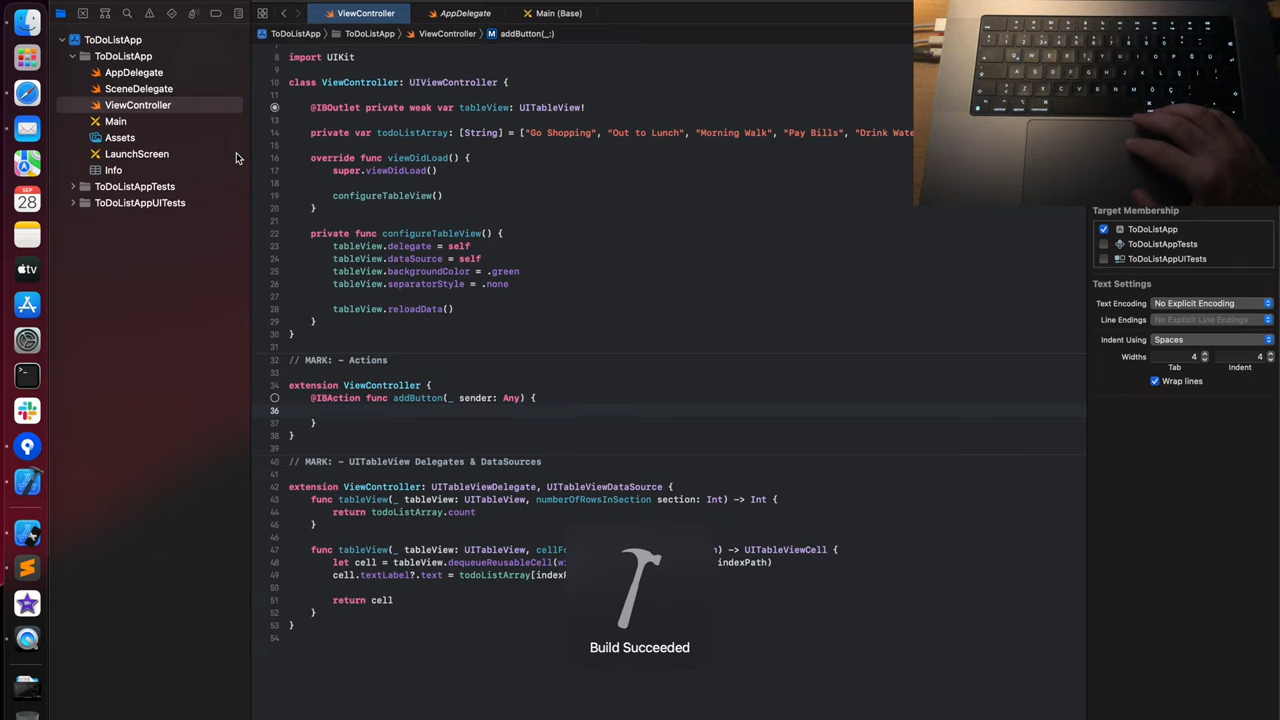 ViewController
AppDelegate
Main (Base)
ToDoListApp
ToDoListApp
ViewController
M addButton(_:)
ToDoListApp
ToDoListApp
AppDelegate
SceneDelegate
ViewController
Main
Assets
LaunchScreen
Info
ToDoListAppTests
ToDoListAppUITests
SEP
28
tv
8 import UIKit
10 class ViewController: UIViewController {
11
@IBOutlet private weak var tableView: UITableView!
13
14 private var todoListArray: [String] = ["Go Shopping", "Out to Lunch", "Morning Walk", "Pay Bills", "Drink Wate
15
16 override func viewDidLoad() {
17 super.viewDidLoad()
19 configureTableView()
20 }
21
22 private func configureTableView() {
23 tableView.delegate = self
24 tableView.dataSource = self
25 tableView.backgroundColor = .green
26 tableView.separatorStyle = .none
27
28 tableView.reloadData()
29 }
30 }
31
32 // MARK: - Actions
33
34 extension ViewController {
@IBAction func addButton(_ sender: Any) {
36
37 }
38 }
39
40 // MARK: - UITableView Delegates & DataSources
41
42 extension ViewController: UITableViewDelegate, UITableViewDataSource {
43 func tableView(_ tableView: UITableView, numberOfRowsInSection section: Int) -> Int {
44 return todoListArray.count
45 }
46
47 func tableView(_ tableView: UITableView, cellFo ) -> UITableViewCell {
48 let cell = tableView.dequeueReusableCell(wi indexPath)
49 cell.textLabel?.text = todoListArray[indexP
50
51 return cell
52 }
53 }
54
Build Succeeded
Target Membership
ToDoListApp
ToDoListAppTests
ToDoListAppUITests
Text Settings
Text Encoding No Explicit Encoding
Line Endings No Explicit Line Endings
Indent Using Spaces
Widths 4 4
Tab Indent
Wrap lines